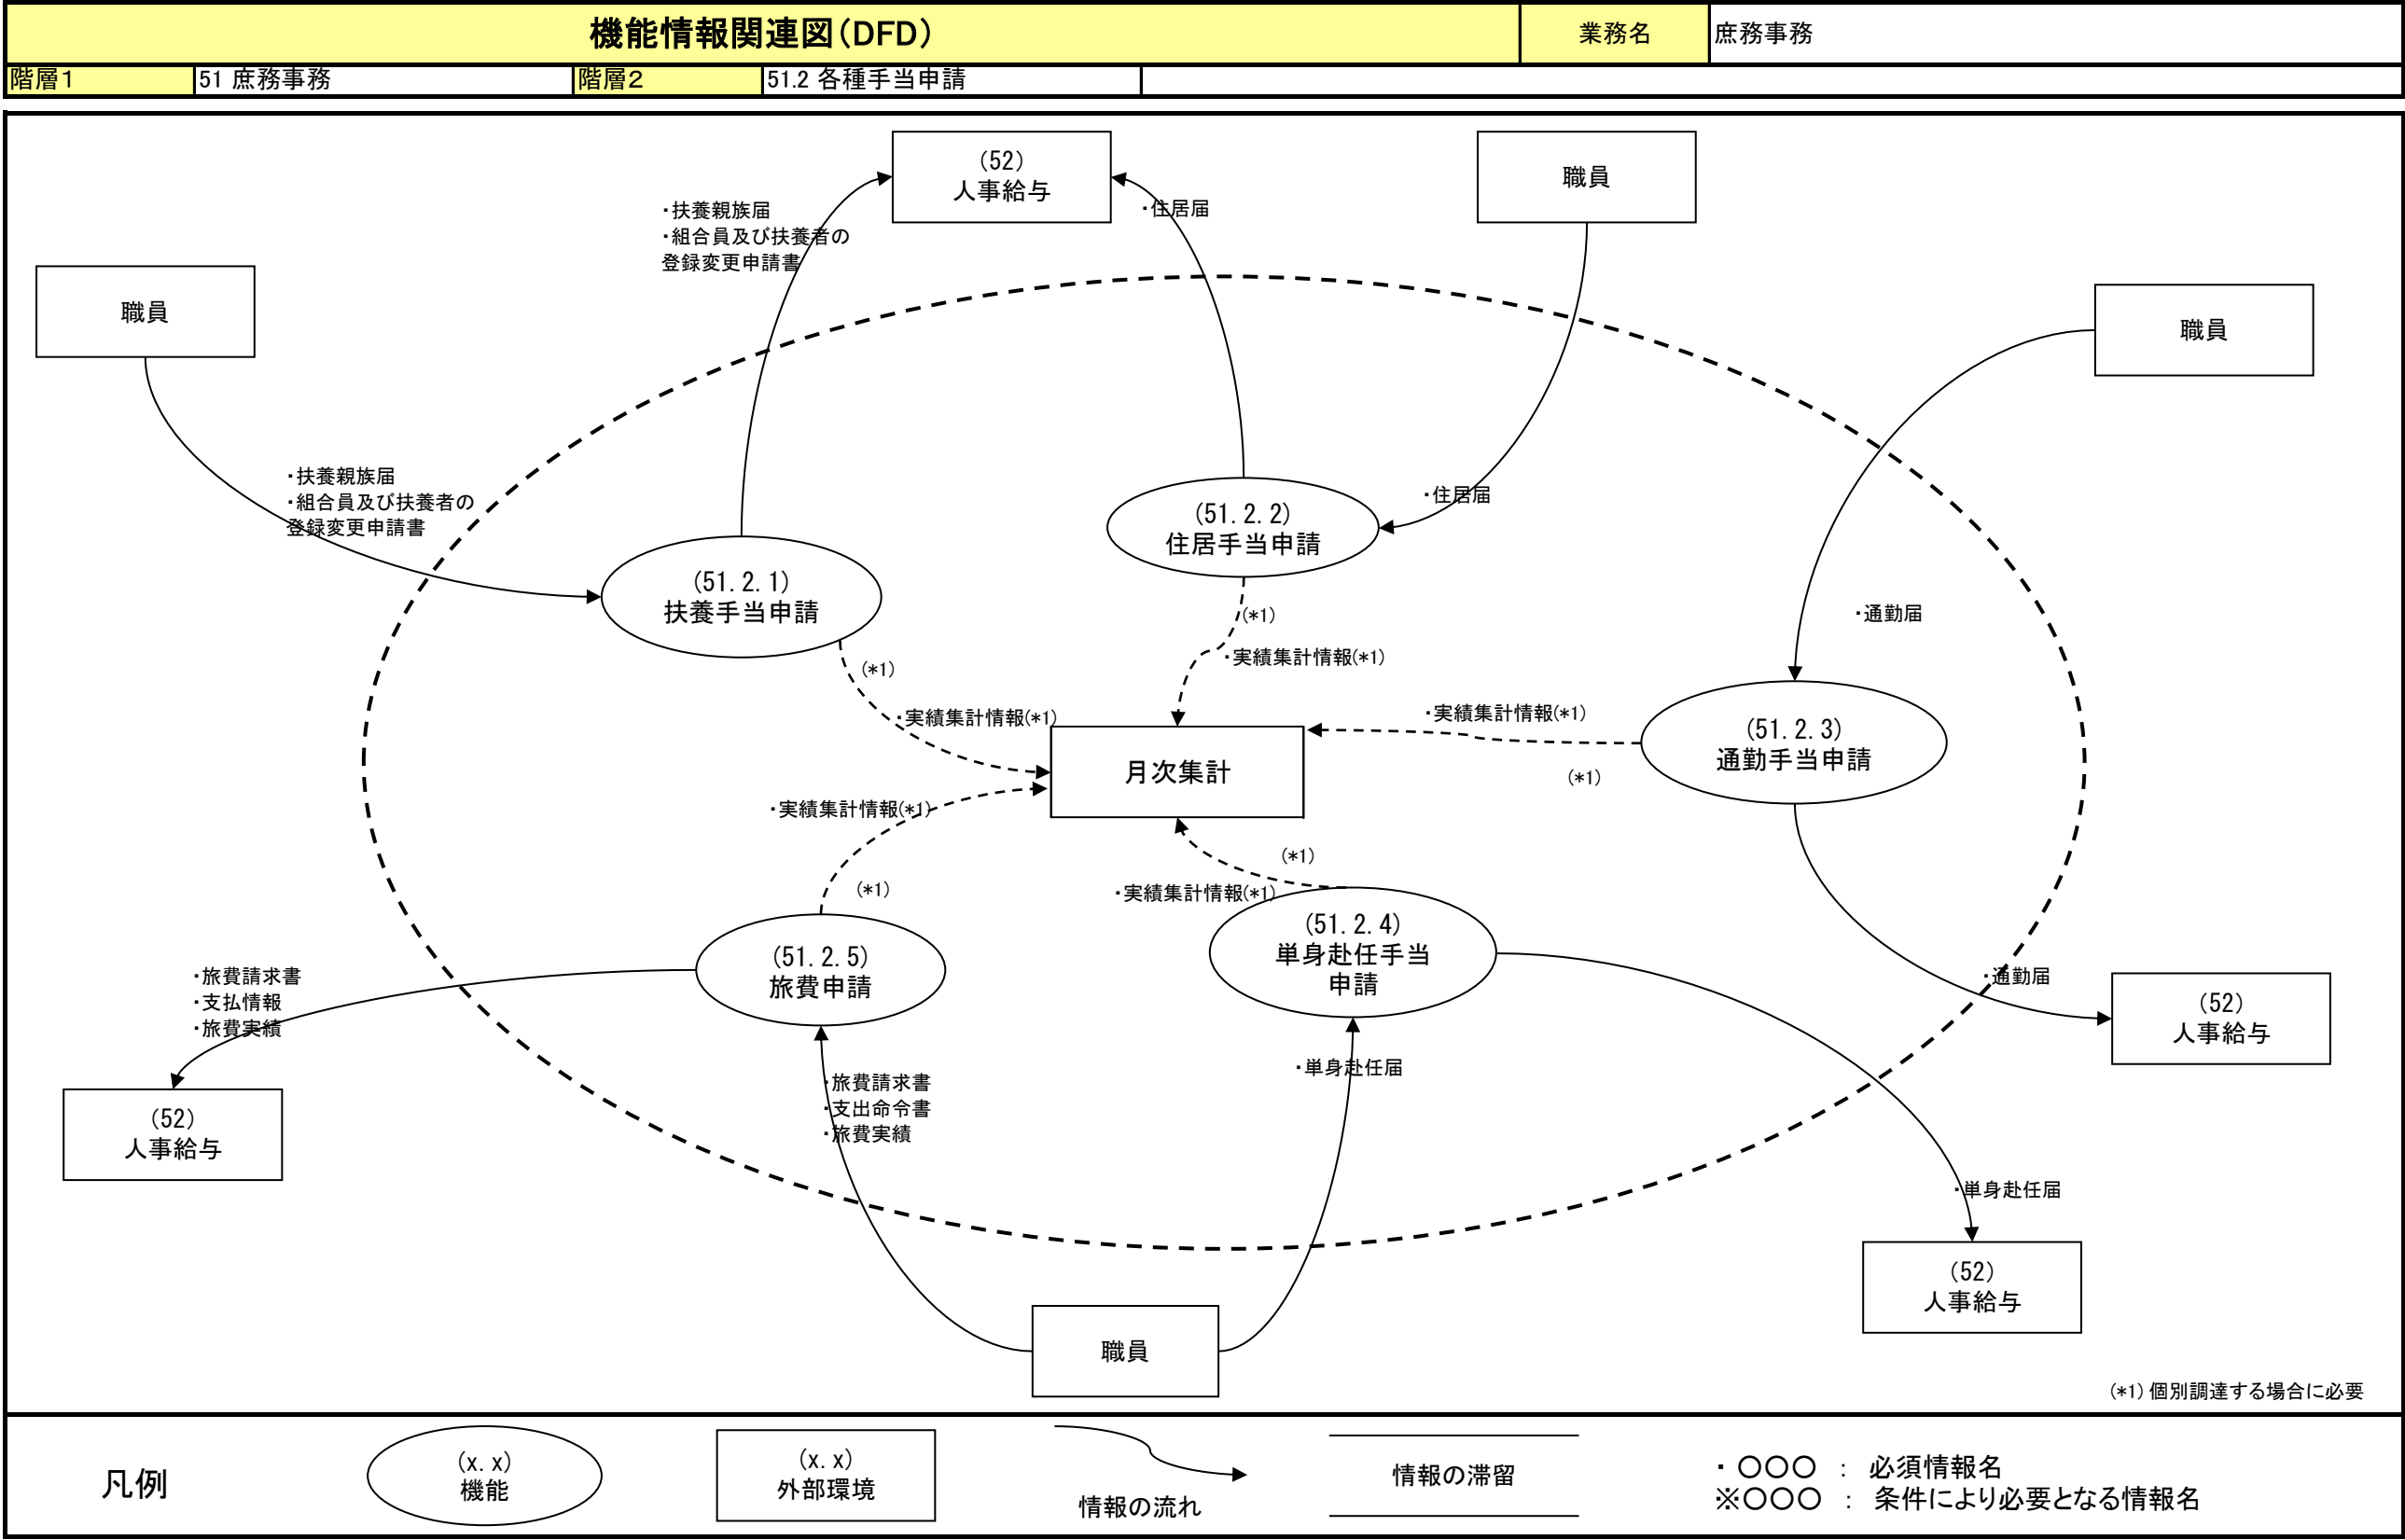 機能情報関連図（DFD）
業務名
庶務事務
階層１
51 庶務事務
階層２
51.2 各種手当申請
(52)
人事給与
職員
・扶養親族届
・組合員及び扶養者の
登録変更申請書
・住居届
職員
職員
・扶養親族届
・組合員及び扶養者の
登録変更申請書
・住居届
(51.2.2)
住居手当申請
(51.2.1)
扶養手当申請
・通勤届
(*1)
・実績集計情報(*1)
(*1)
・実績集計情報(*1)
・実績集計情報(*1)
(51.2.3)
通勤手当申請
月次集計
(*1)
・実績集計情報(*1)
(*1)
(*1)
・実績集計情報(*1)
(51.2.4)
単身赴任手当
申請
(51.2.5)
旅費申請
・旅費請求書
・支払情報
・旅費実績
・通勤届
(52)
人事給与
・単身赴任届
・旅費請求書
・支出命令書
・旅費実績
(52)
人事給与
・単身赴任届
(52)
人事給与
職員
(*1) 個別調達する場合に必要
凡例
(x.x)
機能
(x.x)
外部環境
情報の流れ
情報の滞留
・ ○○○ ： 必須情報名
※○○○ ： 条件により必要となる情報名